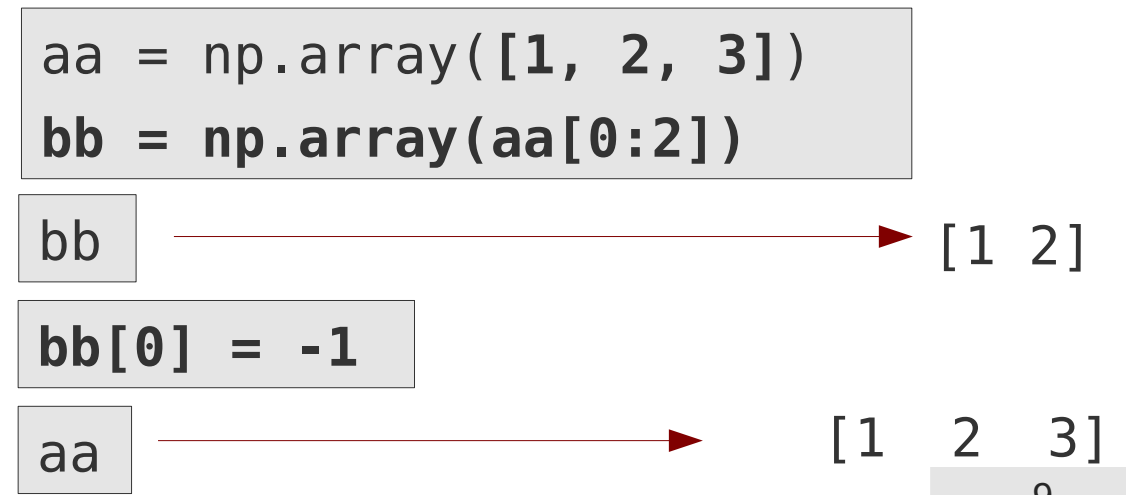 aa = np.array([1, 2, 3])
bb = np.array(aa[0:2])
bb [1 2]
bb[0] = -1
aa [1 2 3]
9